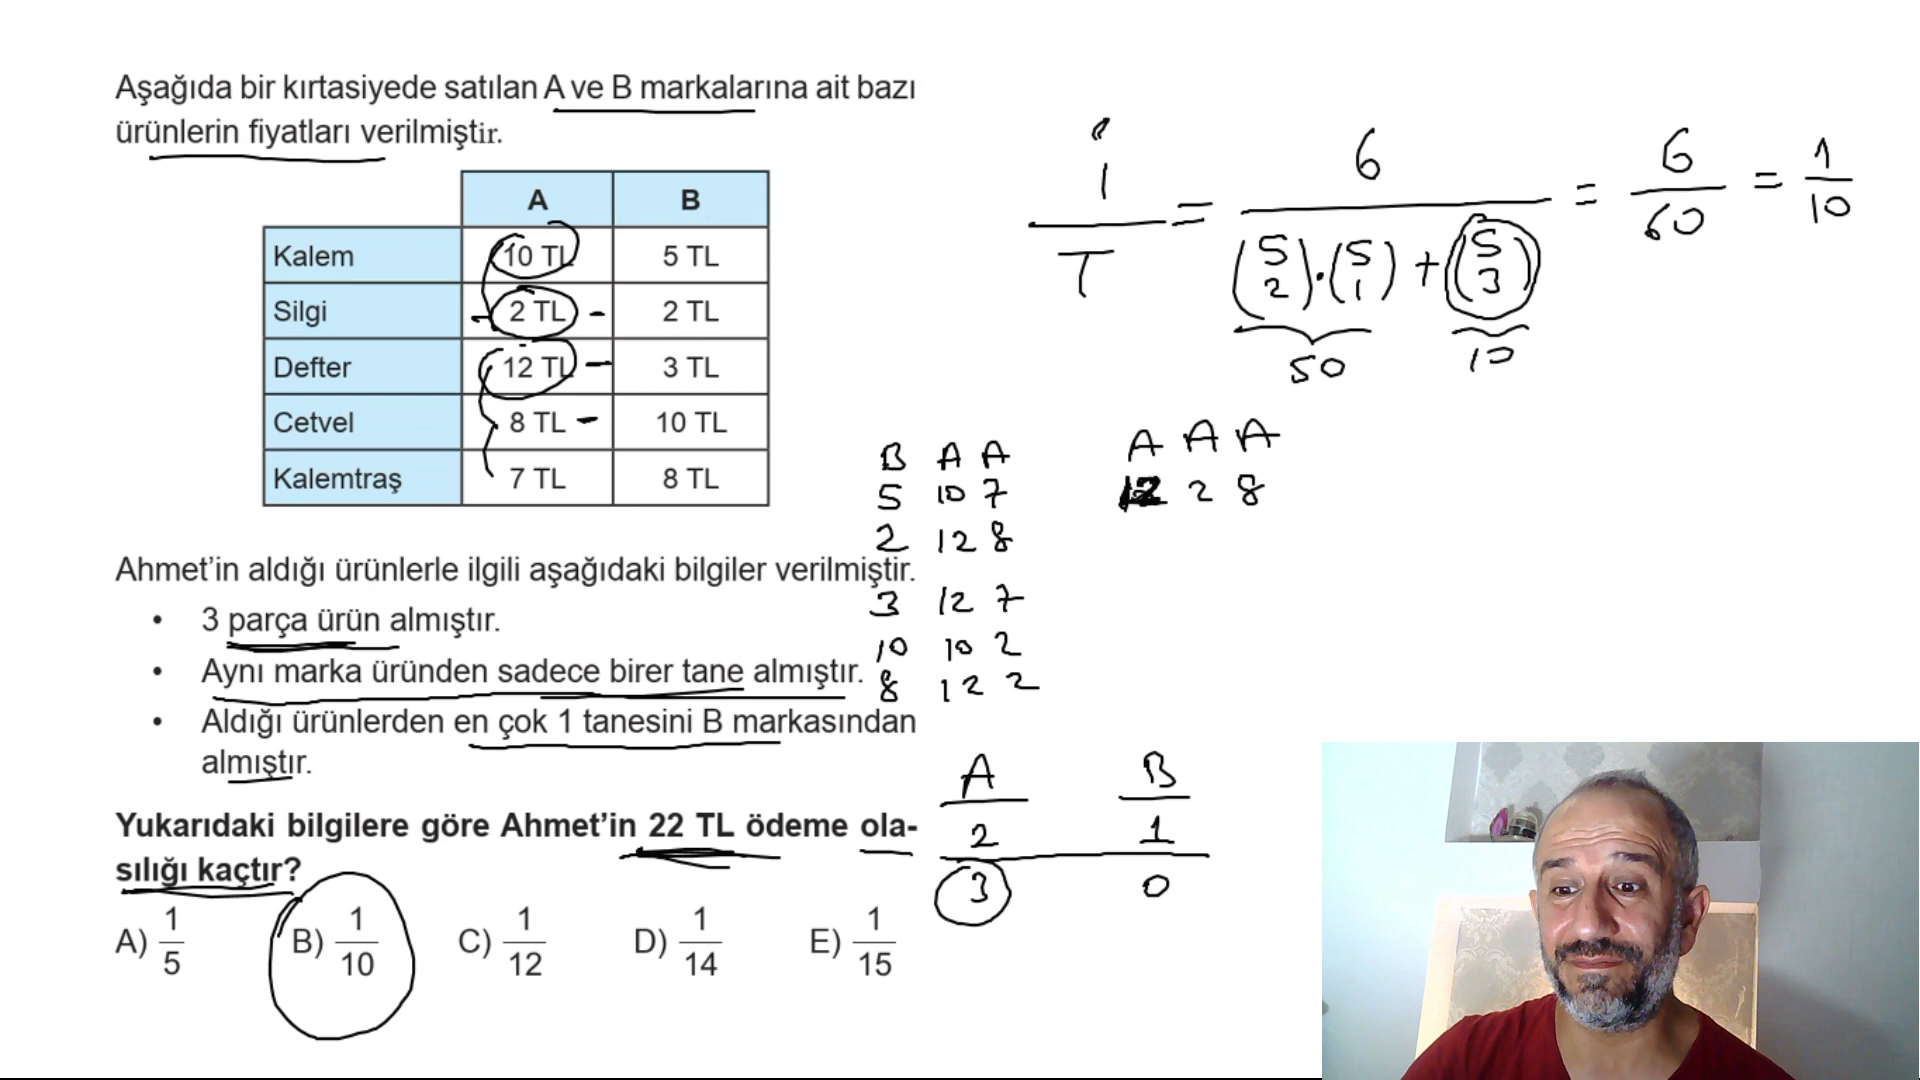 Aşağıda bir kırtasiyede satılan A ve B markalarına ait bazı
ürünlerin fiyatları verilmiştir.
A B
Kalem 10 TL 5 TL
Silgi 2 TL 2 TL
Defter 12 TL 3 TL
Cetvel 8 TL 10 TL
Kalemtraş 7 TL 8 TL
Ahmet’in aldığı ürünlerle ilgili aşağıdaki bilgiler verilmiştir.
• 3 parça ürün almıştır.
• Aynı marka üründen sadece birer tane almıştır.
• Aldığı ürünlerden en çok 1 tanesini B markasından
almıştır.
Yukarıdaki bilgilere göre Ahmet’in 22 TL ödeme ola-
sılığı kaçtır?
A) 1/5 B) 1/10 C) 1/12 D) 1/14 E) 1/15
i/T = 6/((5 2).(5 1) + (5 3)) = 6/60 = 1/10
50 10
B A A
5 10 7
2 12 8
3 12 7
10 10 2
8 12 2
A A A
12 2 8
A B
2 1
3 0